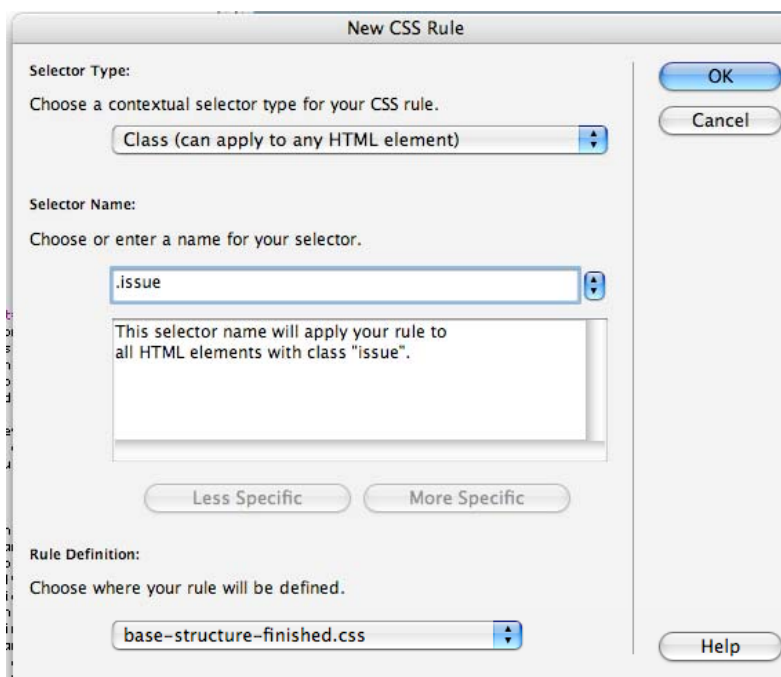 New CSS Rule
Selector Type:
Choose a contextual selector type for your CSS rule.
Class (can apply to any HTML element)
OK
Cancel
Selector Name:
Choose or enter a name for your selector.
.issue
This selector name will apply your rule to
all HTML elements with class "issue".
Less Specific
More Specific
Rule Definition:
Choose where your rule will be defined.
base-structure-finished.css
Help